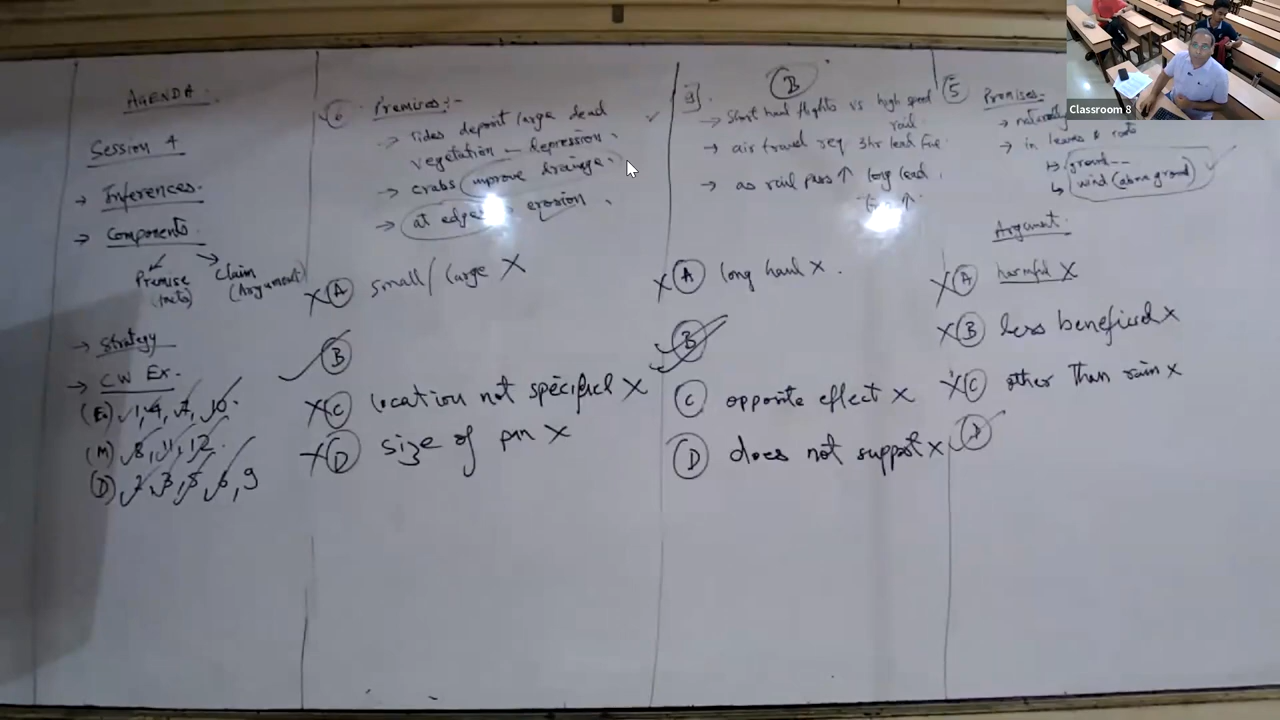 AGENDA
Session 4
→ Inferences.
→ Components
Premise
(facts)
Claim
(Argument)
→ Strategy
→ CW Ex.
(E) 1, 4, 7, 10.
(M) 8, 11, 12.
(D) 2, 3, 5, 6, 9
6 Premises:-
→ tides deposit large dead
vegetation – depression
→ crabs improve drainage.
→ at edges erosion
X A small/large X
B
X C location not specified X
X D size of pan X
3 B
→ Short haul flights vs high speed
rail
→ air travel req 3hr lead
→ as rail pass ↑ long lead
↑
X A long haul X.
B
C opposite effect X
D does not support X
5 Premises-
→ naturally
→ in leaves &
↳ ground--
↳ wind (above ground)
Argument
X A harmful X
X B less beneficial X
X C other than rain X
D
Classroom 8